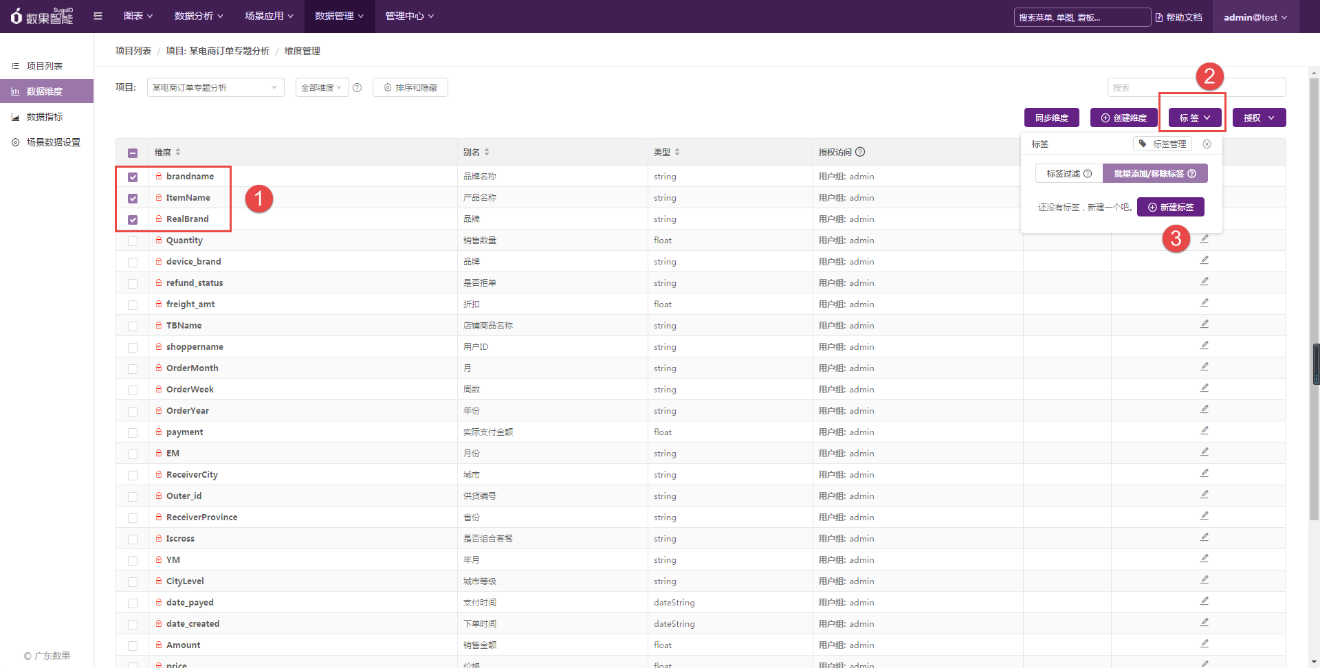 SugoIO
数果智能 图表 数据分析 场景应用 数据管理 管理中心 搜索菜单, 单图, 看板... 帮助文档 admin@test
项目列表
数据维度
数据指标
场景数据设置
项目列表 / 项目: 某电商订单专题分析 / 维度管理
项目: 某电商订单专题分析 全部维度 排序和隐藏 搜索
2
同步维度 创建维度 标签 授权
标签 标签管理
标签过滤 批量添加/移除标签
还没有标签，新建一个吧。 新建标签
3
维度 别名 类型 授权访问
1
brandname 品牌名称 string 用户组: admin
ItemName 产品名称 string 用户组: admin
RealBrand 品牌 string 用户组: admin
Quantity 销售数量 float 用户组: admin
device_brand 品牌 string 用户组: admin
refund_status 是否拒单 string 用户组: admin
freight_amt 折扣 float 用户组: admin
TBName 店铺商品名称 string 用户组: admin
shoppername 用户ID string 用户组: admin
OrderMonth 月 string 用户组: admin
OrderWeek 周数 string 用户组: admin
OrderYear 年份 string 用户组: admin
payment 实际支付金额 float 用户组: admin
EM 月份 string 用户组: admin
ReceiverCity 城市 string 用户组: admin
Outer_id 供货编号 string 用户组: admin
ReceiverProvince 省份 string 用户组: admin
Iscross 是否组合套餐 string 用户组: admin
YM 年月 string 用户组: admin
CityLevel 城市等级 string 用户组: admin
date_payed 支付时间 dateString 用户组: admin
date_created 下单时间 dateString 用户组: admin
Amount 销售金额 float 用户组: admin
price 价格 float 用户组: admin
© 广东数果